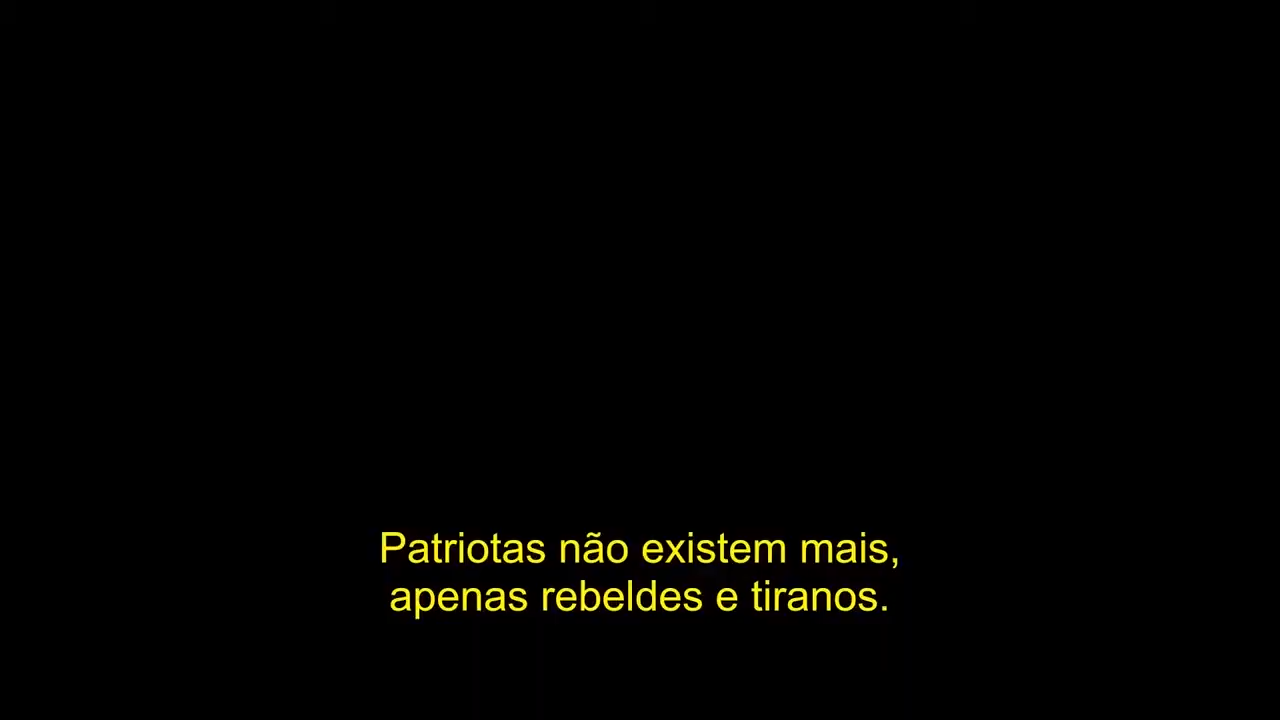 Patriotas não existem mais,
apenas rebeldes e tiranos.